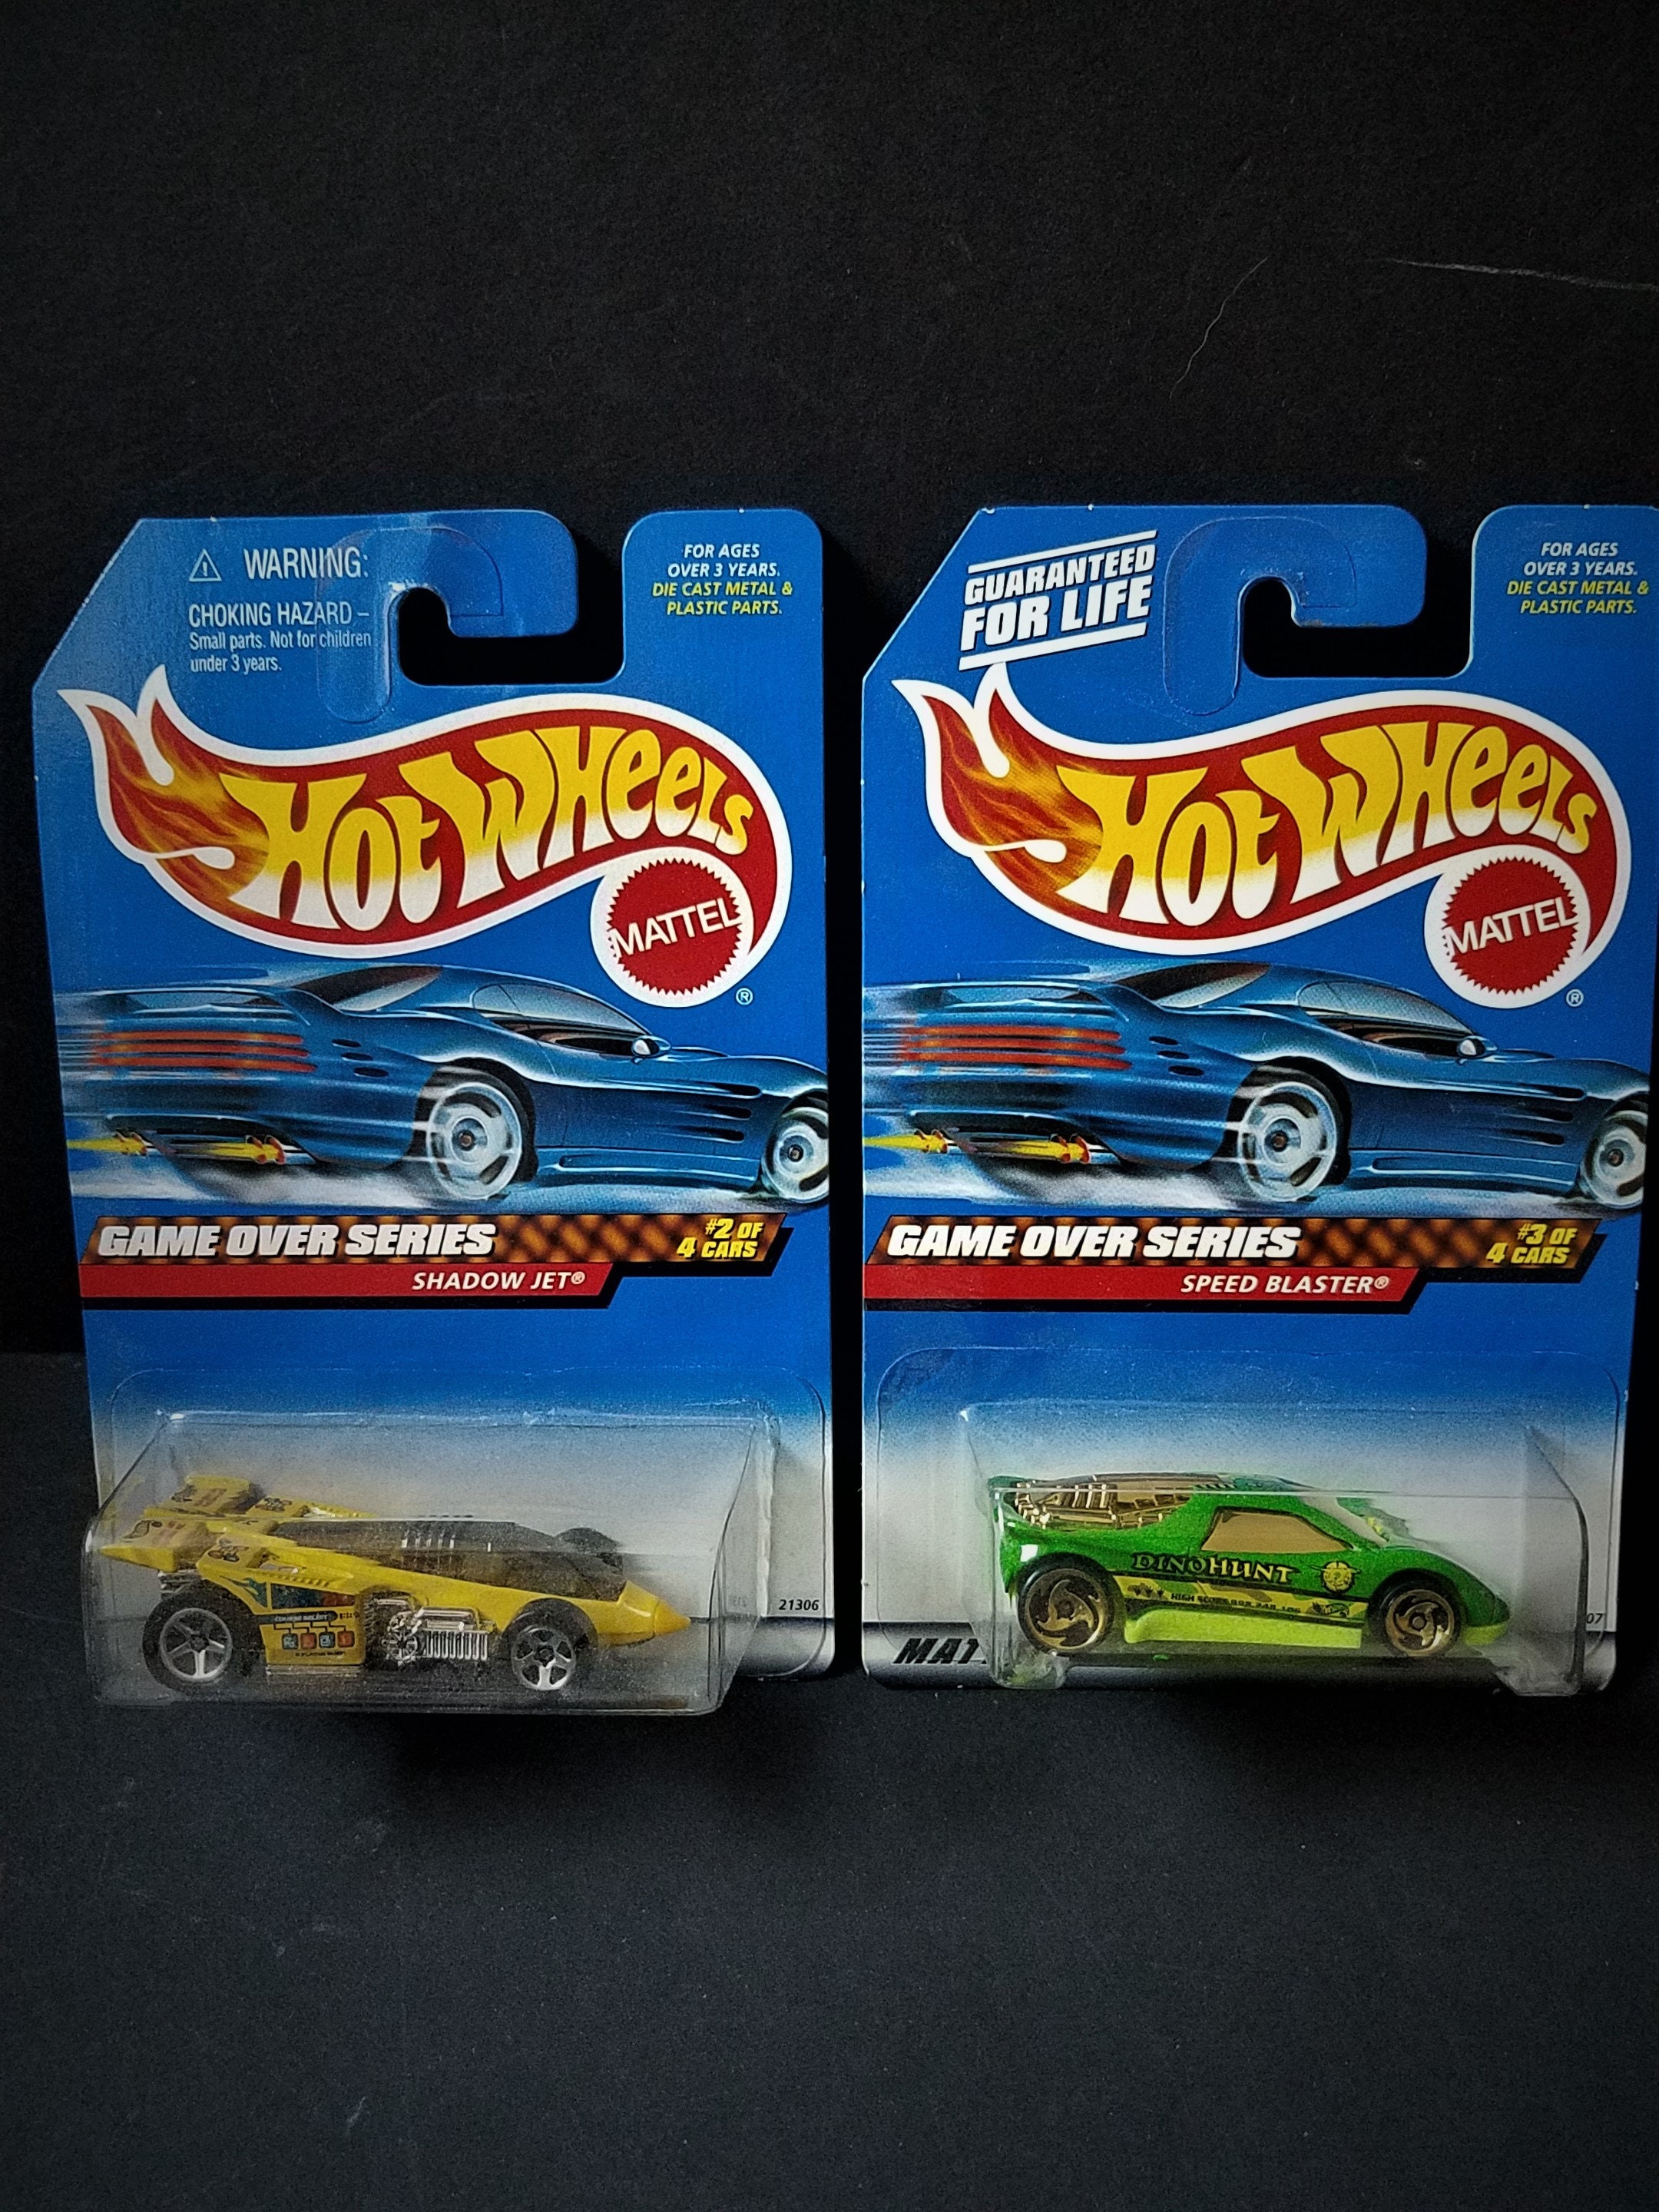 WARNING:
CHOKING HAZARD –
Small parts. Not for children
under 3 years.
FOR AGES
OVER 3 YEARS.
DIE CAST METAL &
PLASTIC PARTS.
HOT WHEELS
MATTEL
®
GAME OVER SERIES
#2 OF
4 CARS
SHADOW JET®
21306
GUARANTEED
FOR LIFE
FOR AGES
OVER 3 YEARS.
DIE CAST METAL &
PLASTIC PARTS.
HOT WHEELS
MATTEL
®
GAME OVER SERIES
#3 OF
4 CARS
SPEED BLASTER®
DINOHUNT
07
MAT